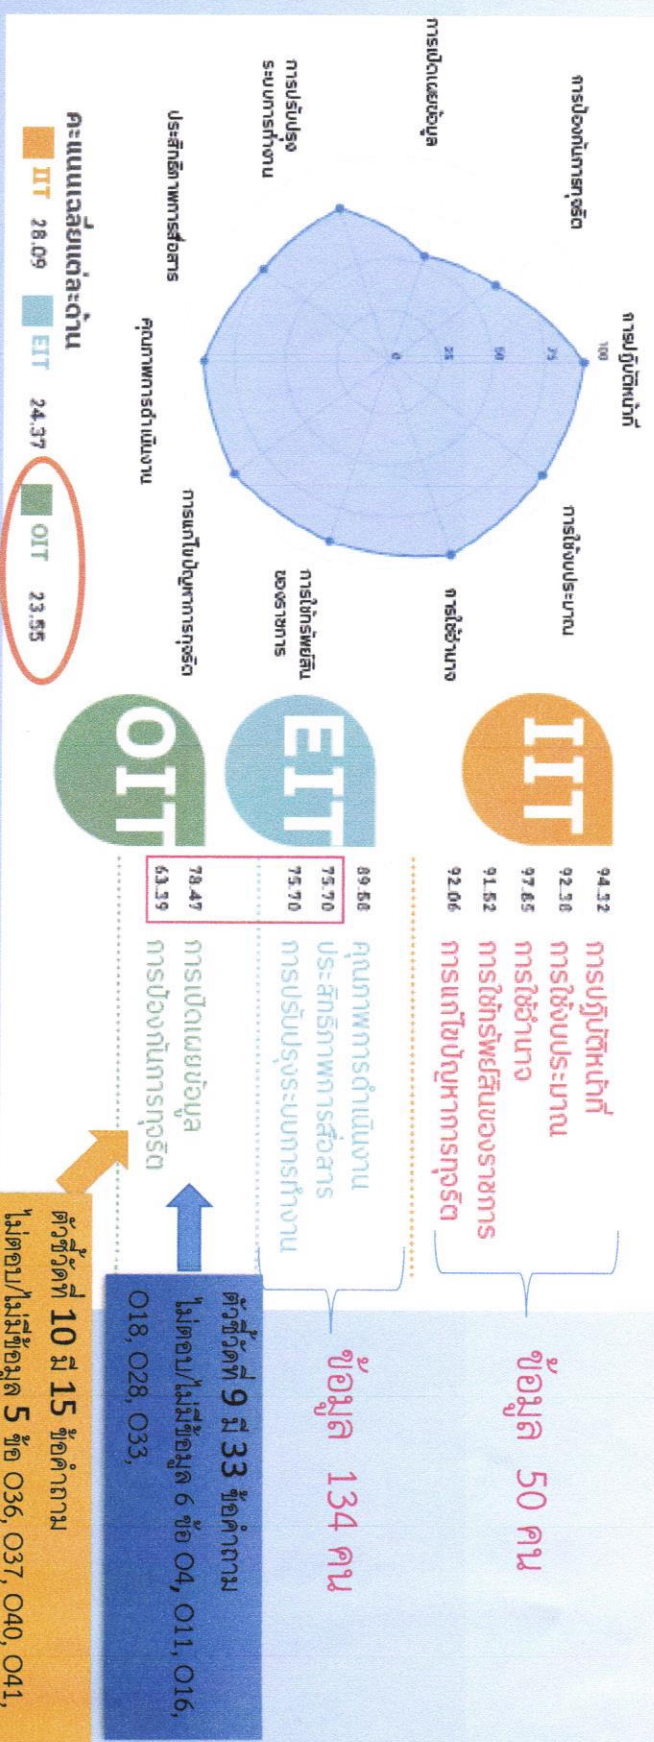 การปฏิบัติหน้าที่
การป้องกันการทุจริต
การใช้งบประมาณ
การเปิดเผยข้อมูล
การใช้อำนาจ
การปรับปรุง
ระบบการทำงาน
การใช้ทรัพย์สิน
ของราชการ
ประสิทธิภาพการสื่อสาร
การแก้ไขปัญหาการทุจริต
คุณภาพการดำเนินงาน
0 25 50 75 100
คะแนนเฉลี่ยแต่ละด้าน
IIT 28.09 EIT 24.37 OIT 23.55
IIT
94.32 การปฏิบัติหน้าที่
92.38 การใช้งบประมาณ
97.85 การใช้อำนาจ
91.52 การใช้ทรัพย์สินของราชการ
92.06 การแก้ไขปัญหาการทุจริต
ข้อมูล 50 คน
EIT
89.58 คุณภาพการดำเนินงาน
75.70 ประสิทธิภาพการสื่อสาร
75.70 การปรับปรุงระบบการทำงาน
ข้อมูล 134 คน
OIT
78.47 การเปิดเผยข้อมูล
63.39 การป้องกันการทุจริต
ตัวชี้วัดที่ 9 มี 33 ข้อคำถาม
ไม่ตอบ/ไม่มีข้อมูล 6 ข้อ O4, O11, O16,
O18, O28, O33,
ตัวชี้วัดที่ 10 มี 15 ข้อคำถาม
ไม่ตอบ/ไม่มีข้อมูล 5 ข้อ O36, O37, O40, O41,